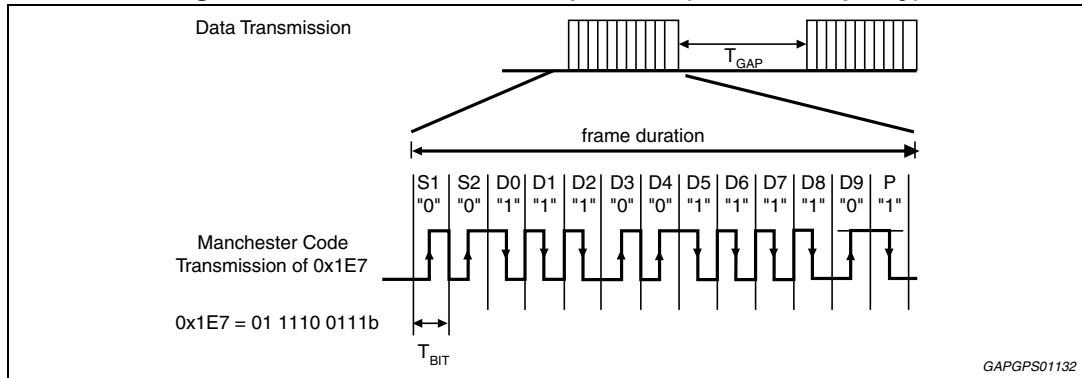 Data Transmission
T_GAP
frame duration
S1 S2 D0 D1 D2 D3 D4 D5 D6 D7 D8 D9 P
"0" "0" "1" "1" "1" "0" "0" "1" "1" "1" "1" "0" "1"
Manchester Code
Transmission of 0x1E7
0x1E7 = 01 1110 0111b
T_BIT
GAPGPS01132